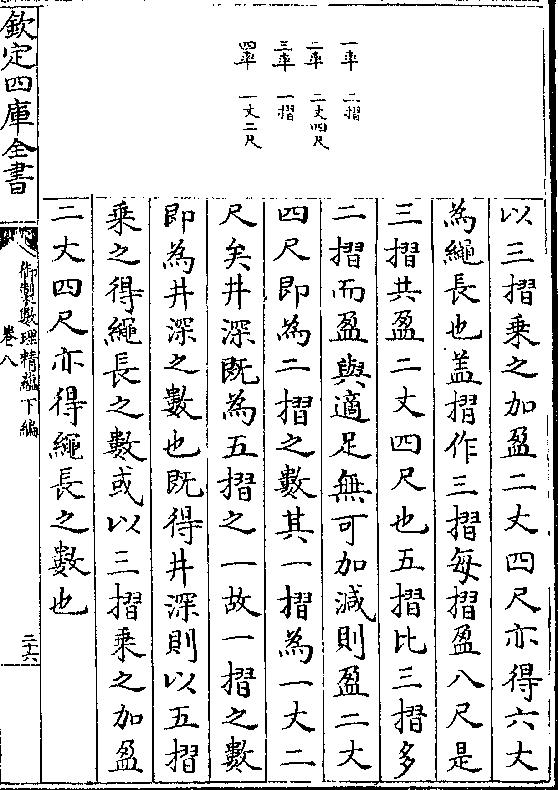 一率　二摺
二率　二丈四尺
三率　一摺
四率　一丈二尺
以三摺乘之加盈二丈四尺亦得六丈
為繩長也盖摺作三摺每摺盈八尺是
三摺共盈二丈四尺也五摺比三摺多
二摺而盈與適足無可加減則盈二丈
四尺即為二摺之數其一摺為一丈二
尺矣井深既為五摺之一故一摺之數
即為井深之數也既得井深則以五摺
乘之得繩長之數或以三摺乘之加盈
二丈四尺亦得繩長之數也
欽定四庫全書
御製數理精藴下編
卷八
二十六